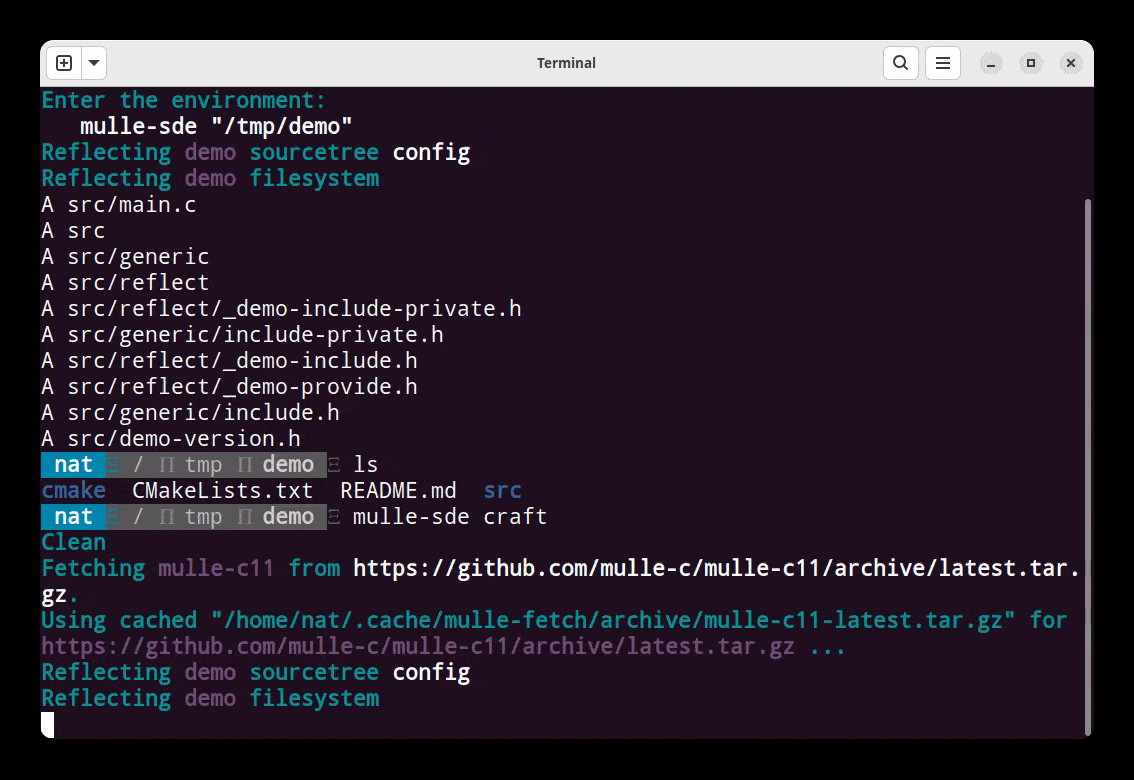 Terminal
Enter the environment:
   mulle-sde "/tmp/demo"
Reflecting demo sourcetree config
Reflecting demo filesystem
A src/main.c
A src
A src/generic
A src/reflect
A src/reflect/_demo-include-private.h
A src/generic/include-private.h
A src/reflect/_demo-include.h
A src/reflect/_demo-provide.h
A src/generic/include.h
A src/demo-version.h
nat Ξ / Π tmp Π demo Ξ ls
cmake  CMakeLists.txt  README.md  src
nat Ξ / Π tmp Π demo Ξ mulle-sde craft
Clean
Fetching mulle-c11 from https://github.com/mulle-c/mulle-c11/archive/latest.tar.
gz.
Using cached "/home/nat/.cache/mulle-fetch/archive/mulle-c11-latest.tar.gz" for
https://github.com/mulle-c/mulle-c11/archive/latest.tar.gz ...
Reflecting demo sourcetree config
Reflecting demo filesystem